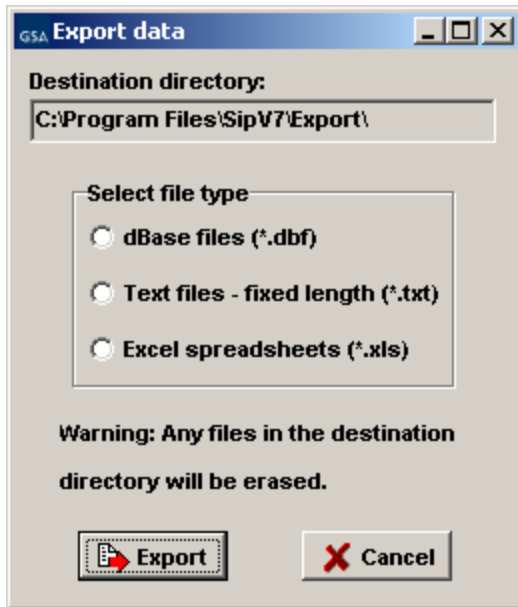 GSA Export data
Destination directory:
C:\Program Files\SipV7\Export\
Select file type
dBase files (*.dbf)
Text files - fixed length (*.txt)
Excel spreadsheets (*.xls)
Warning: Any files in the destination
directory will be erased.
Export Cancel